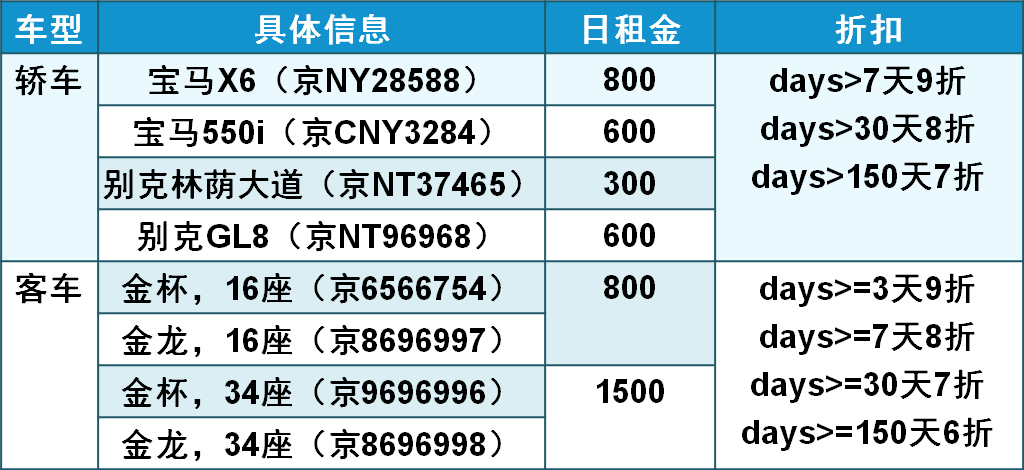 车型 具体信息 日租金 折扣
轿车 宝马X6（京NY28588） 800 days>7天9折
宝马550i（京CNY3284） 600 days>30天8折
别克林荫大道（京NT37465） 300 days>150天7折
别克GL8（京NT96968） 600
客车 金杯，16座（京6566754） 800 days>=3天9折
金龙，16座（京8696997） days>=7天8折
金杯，34座（京9696996） 1500 days>=30天7折
金龙，34座（京8696998） days>=150天6折